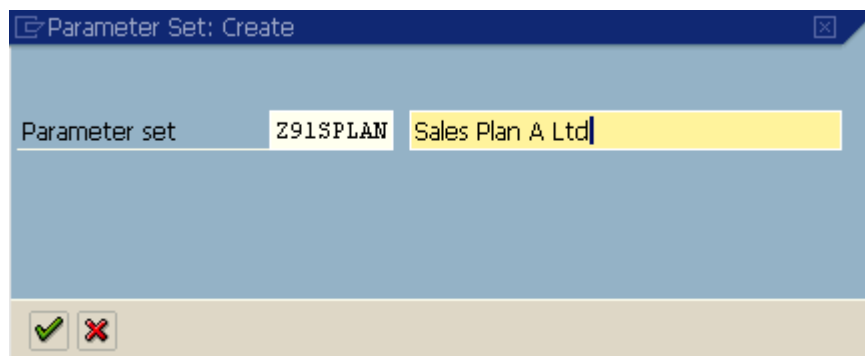 Parameter Set: Create
Parameter set Z91SPLAN Sales Plan A Ltd